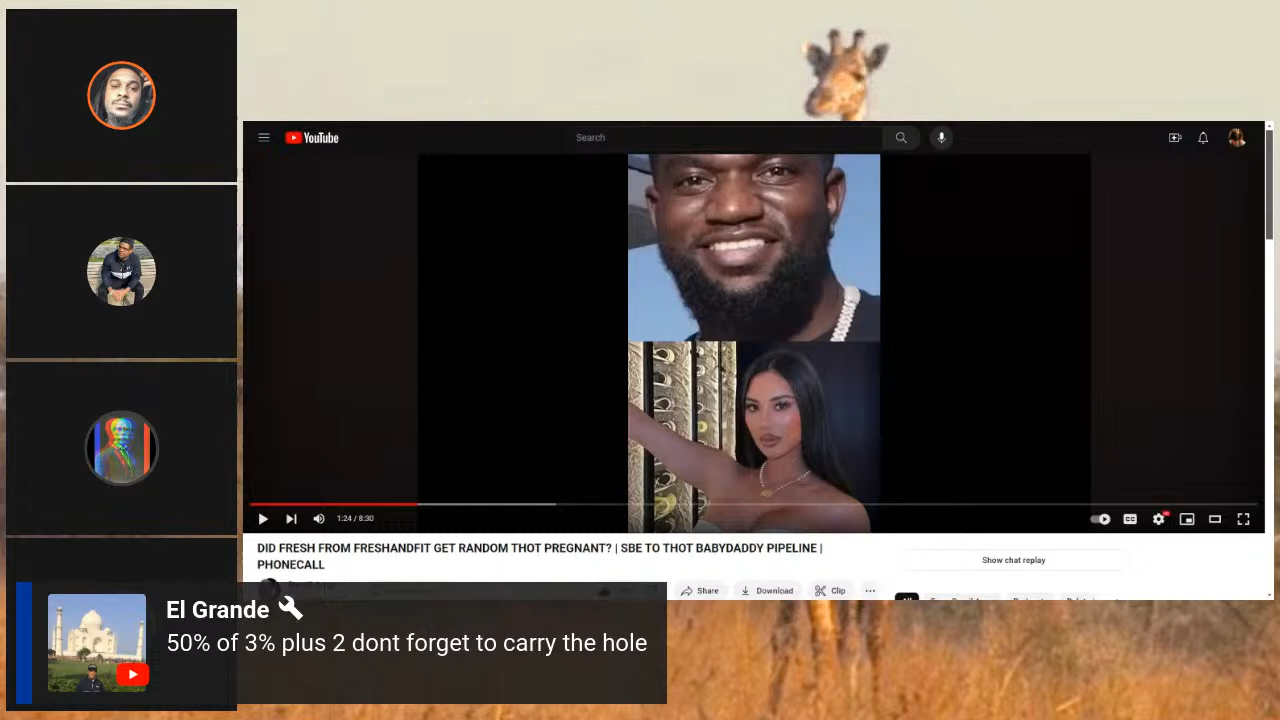 YouTube
Search
1:24 / 8:30
DID FRESH FROM FRESHANDFIT GET RANDOM THOT PREGNANT? | SBE TO THOT BABYDADDY PIPELINE |
PHONECALL
Show chat replay
Share
Download
Clip
El Grande
50% of 3% plus 2 dont forget to carry the hole